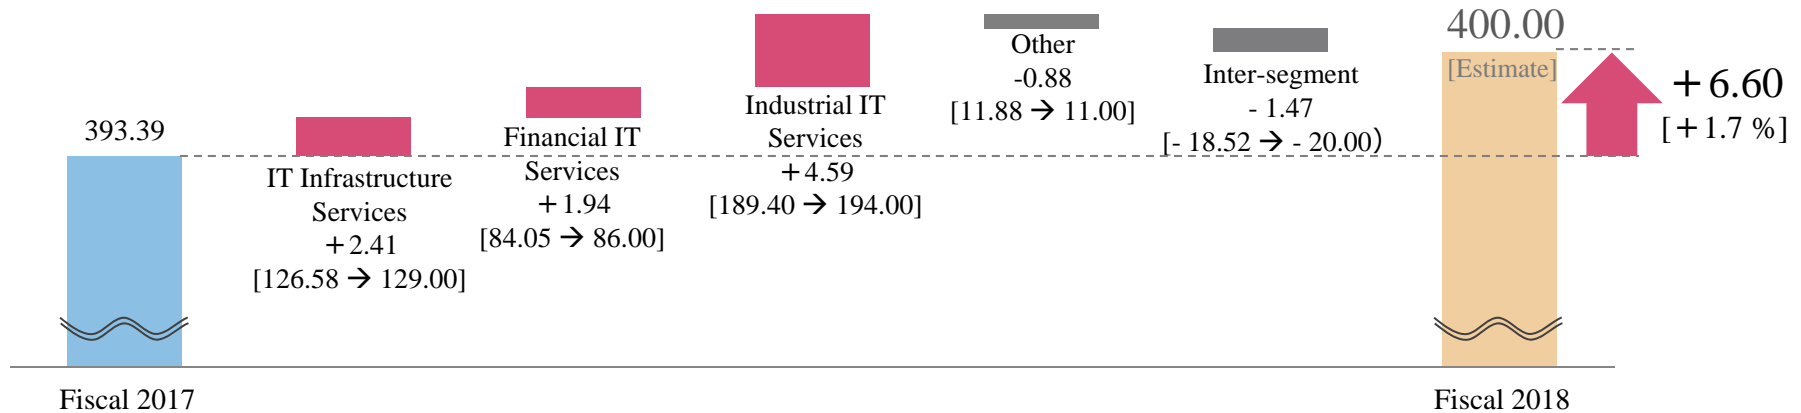 393.39
Fiscal 2017
IT Infrastructure
Services
+2.41
[126.58 → 129.00]
Financial IT
Services
+1.94
[84.05 → 86.00]
Industrial IT
Services
+4.59
[189.40 → 194.00]
Other
-0.88
[11.88 → 11.00]
Inter-segment
- 1.47
[- 18.52 → - 20.00)
400.00
[Estimate]
Fiscal 2018
+6.60
[+1.7 %]